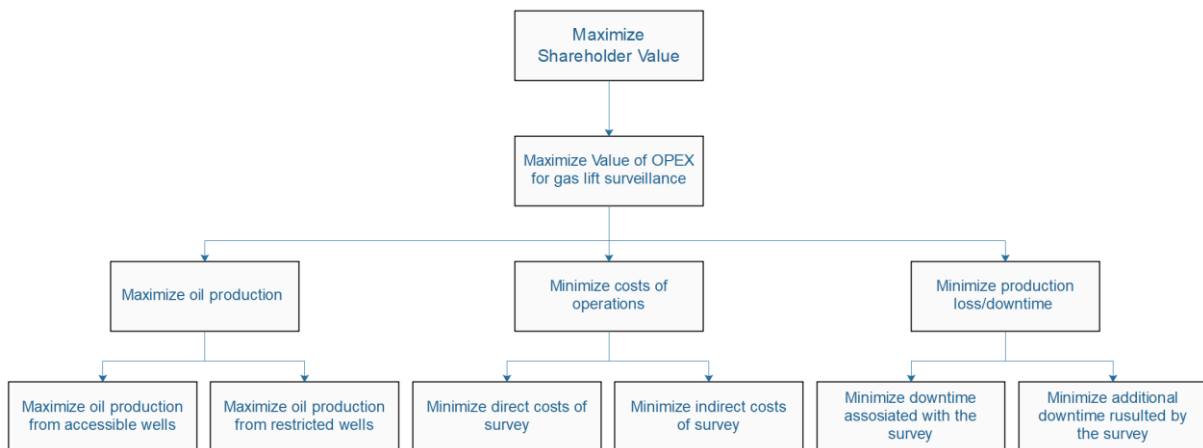 Maximize
Shareholder Value
Maximize Value of OPEX
for gas lift surveillance
Maximize oil production
Minimize costs of
operations
Minimize production
loss/downtime
Maximize oil production
from accessible wells
Maximize oil production
from restricted wells
Minimize direct costs of
survey
Minimize indirect costs
of survey
Minimize downtime
assosiated with the
survey
Minimize additional
downtime rusulted by
the survey